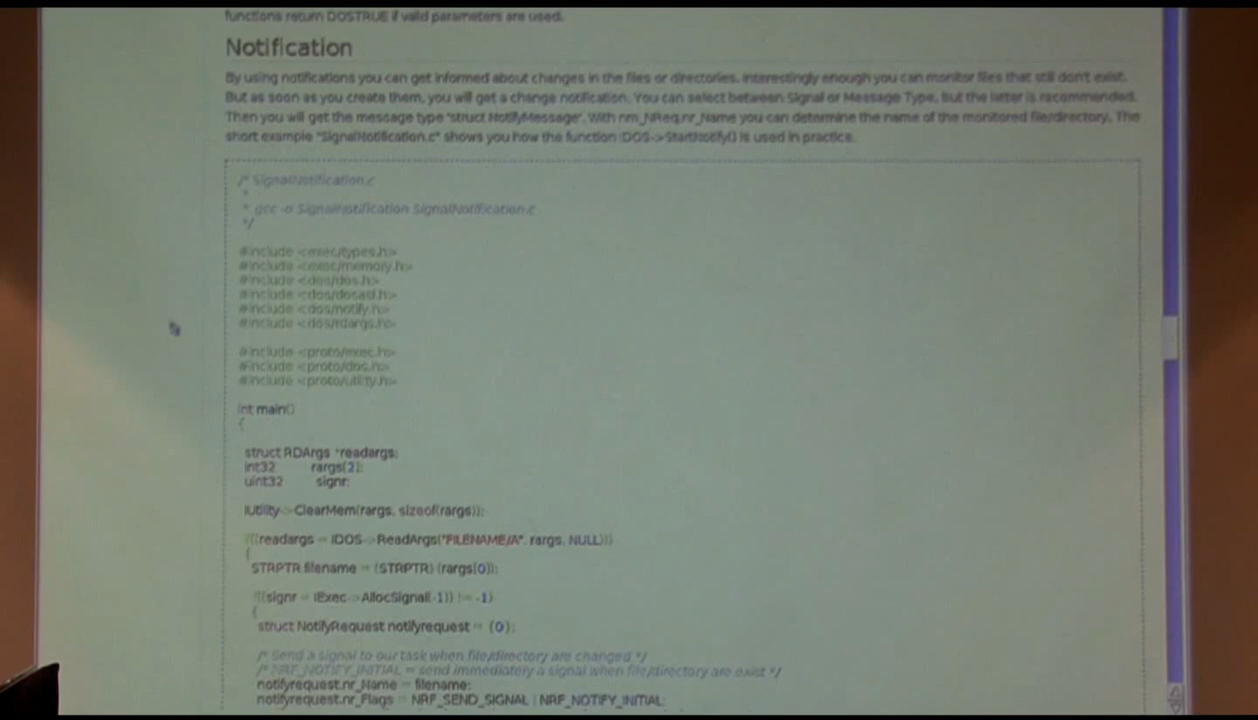 functions return DOSTRUE if valid parameters are used.
Notification
By using notifications you can get informed about changes in the files or directories. Interestingly enough you can monitor files that still don't exist.
But as soon as you create them, you will get a change notification. You can select between Signal or Message Type, but the latter is recommended.
Then you will get the message type "struct NotifyMessage". With nm_NReq.nr_Name you can determine the name of the monitored file/directory. The
short example "SignalNotification.c" shows you how the function IDOS->StartNotify() is used in practice.
/* SignalNotification.c
*
* gcc -o SignalNotification SignalNotification.c
*/
#include <exec/types.h>
#include <exec/memory.h>
#include <dos/dos.h>
#include <dos/dosasl.h>
#include <dos/notify.h>
#include <dos/rdargs.h>
#include <proto/exec.h>
#include <proto/dos.h>
#include <proto/utility.h>
int main()
{
struct RDArgs *readargs;
int32 rargs[2];
uint32 signr;
IUtility->ClearMem(rargs, sizeof(rargs));
if((readargs = IDOS->ReadArgs("FILENAME/A", rargs, NULL)))
{
STRPTR filename = (STRPTR) (rargs[0]);
if((signr = IExec->AllocSignal(-1)) != -1)
{
struct NotifyRequest notifyrequest = {0};
/* Send a signal to our task when file/directory are changed */
/* NRF_NOTIFY_INITIAL = send immediately a signal when file/directory are exist */
notifyrequest.nr_Name = filename;
notifyrequest.nr_Flags = NRF_SEND_SIGNAL | NRF_NOTIFY_INITIAL;